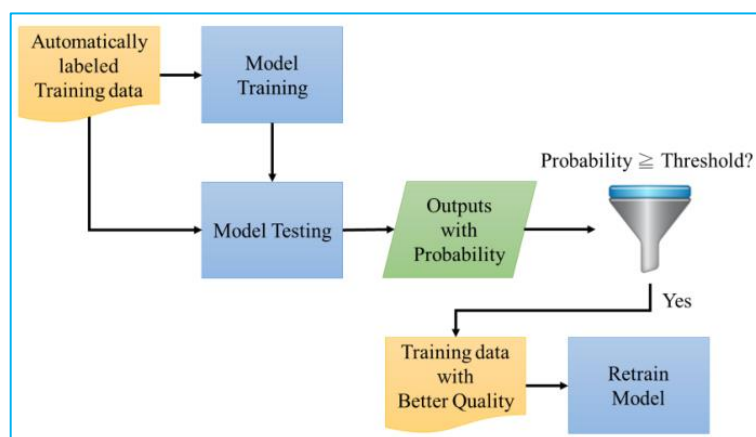 Automatically
labeled
Training data
Model
Training
Probability ≧ Threshold?
Model Testing
Outputs
with
Probability
Yes
Training data
with
Better Quality
Retrain
Model